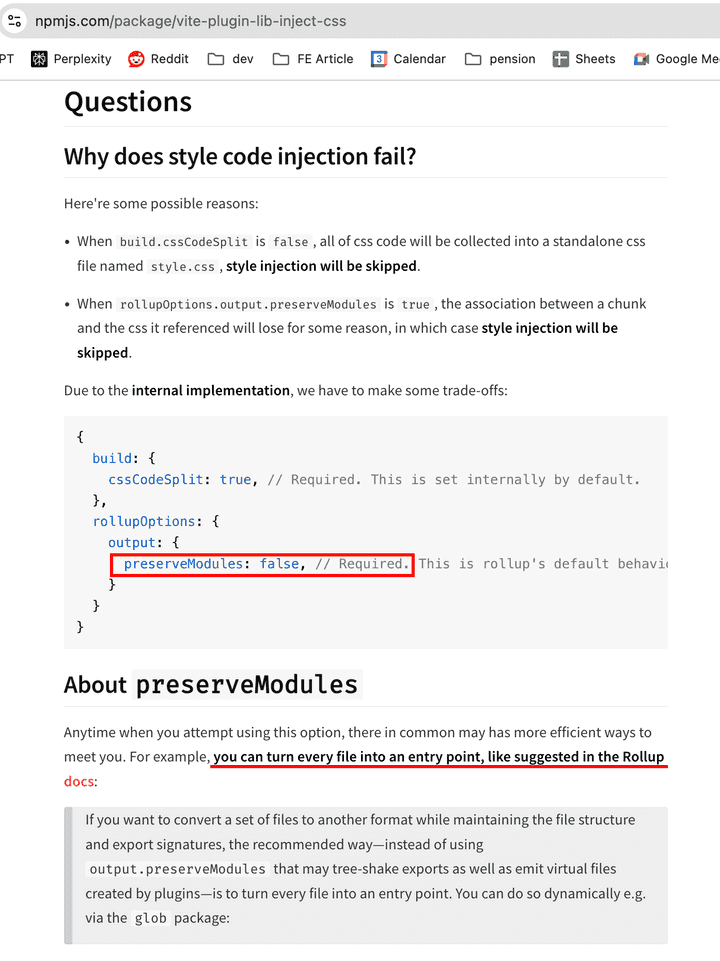 npmjs.com/package/vite-plugin-lib-inject-css
PT Perplexity Reddit dev FE Article 3 Calendar pension Sheets Google Me
Questions
Why does style code injection fail?
Here're some possible reasons:
• When build.cssCodeSplit is false , all of css code will be collected into a standalone css
file named style.css , style injection will be skipped.
• When rollupOptions.output.preserveModules is true , the association between a chunk
and the css it referenced will lose for some reason, in which case style injection will be
skipped.
Due to the internal implementation, we have to make some trade-offs:
{
build: {
cssCodeSplit: true, // Required. This is set internally by default.
},
rollupOptions: {
output: {
preserveModules: false, // Required. This is rollup's default behavio
}
}
}
About preserveModules
Anytime when you attempt using this option, there in common may has more efficient ways to
meet you. For example, you can turn every file into an entry point, like suggested in the Rollup
docs:
If you want to convert a set of files to another format while maintaining the file structure
and export signatures, the recommended way—instead of using
output.preserveModules that may tree-shake exports as well as emit virtual files
created by plugins—is to turn every file into an entry point. You can do so dynamically e.g.
via the glob package: